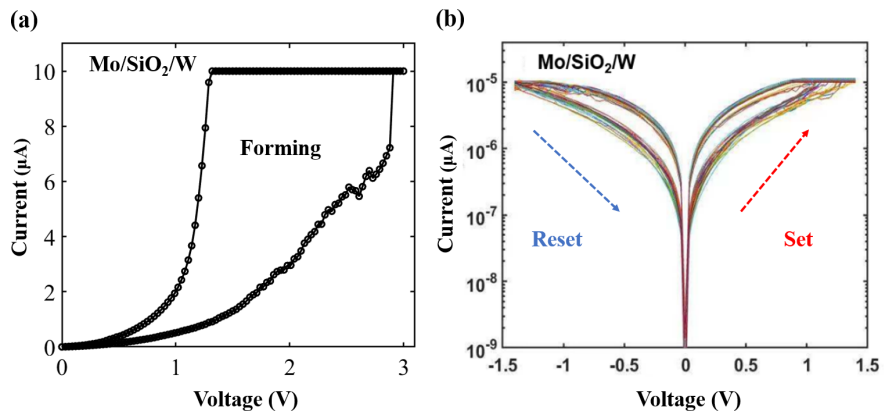 (a)
Mo/SiO₂/W
Forming
Current (μA)
10
8
6
4
2
0
0 1 2 3
Voltage (V)
(b)
Mo/SiO₂/W
Reset
Set
Current (μA)
10⁻⁵
10⁻⁶
10⁻⁷
10⁻⁸
10⁻⁹
-1.5 -1 -0.5 0 0.5 1 1.5
Voltage (V)